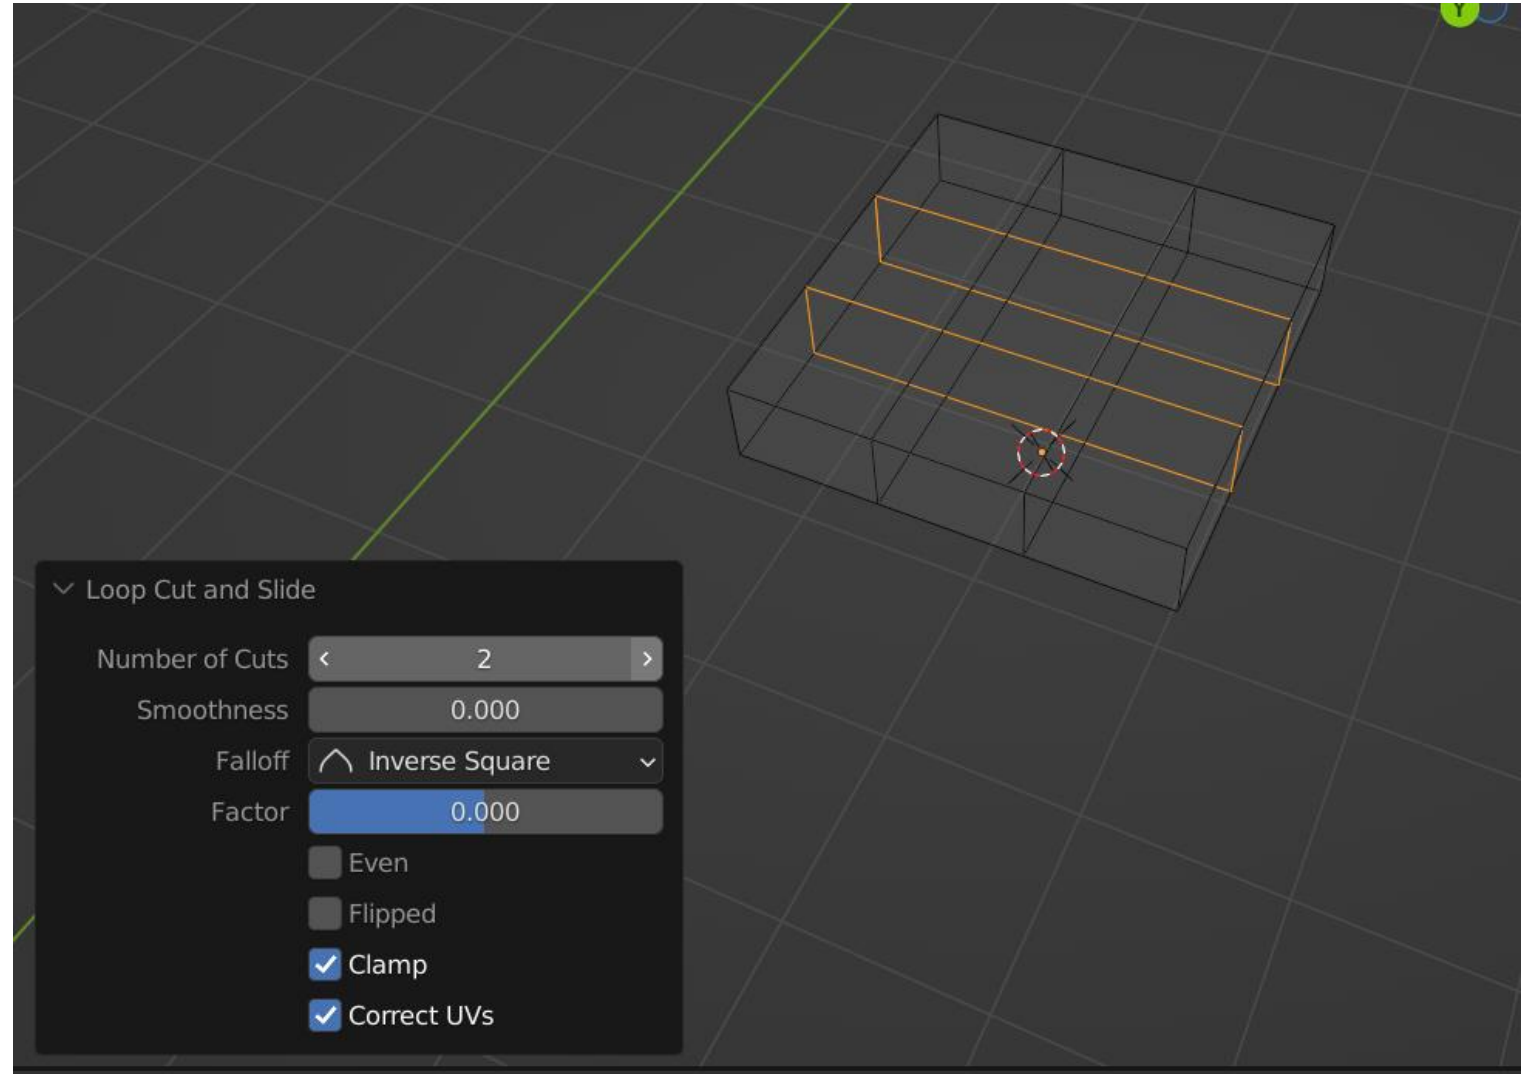 Y
Loop Cut and Slide
Number of Cuts 2
Smoothness 0.000
Falloff Inverse Square
Factor 0.000
Even
Flipped
Clamp
Correct UVs